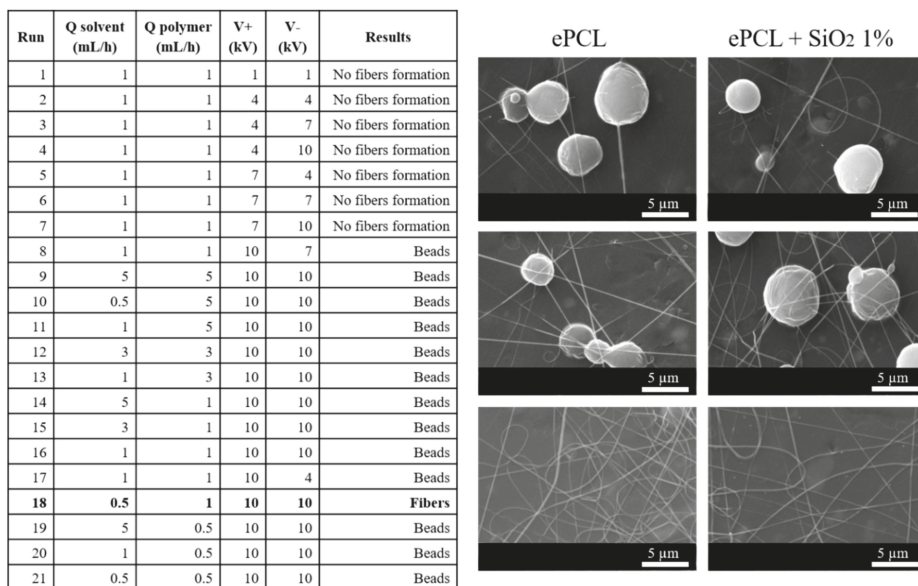 Run Q solvent (mL/h) Q polymer (mL/h) V+ (kV) V- (kV) Results
1 1 1 1 1 No fibers formation
2 1 1 4 4 No fibers formation
3 1 1 4 7 No fibers formation
4 1 1 4 10 No fibers formation
5 1 1 7 4 No fibers formation
6 1 1 7 7 No fibers formation
7 1 1 7 10 No fibers formation
8 1 1 10 7 Beads
9 5 5 10 10 Beads
10 0.5 5 10 10 Beads
11 1 5 10 10 Beads
12 3 3 10 10 Beads
13 1 3 10 10 Beads
14 5 1 10 10 Beads
15 3 1 10 10 Beads
16 1 1 10 10 Beads
17 1 1 10 4 Beads
18 0.5 1 10 10 Fibers
19 5 0.5 10 10 Beads
20 1 0.5 10 10 Beads
21 0.5 0.5 10 10 Beads
ePCL ePCL + SiO₂ 1%
5 µm 5 µm
5 µm 5 µm
5 µm 5 µm